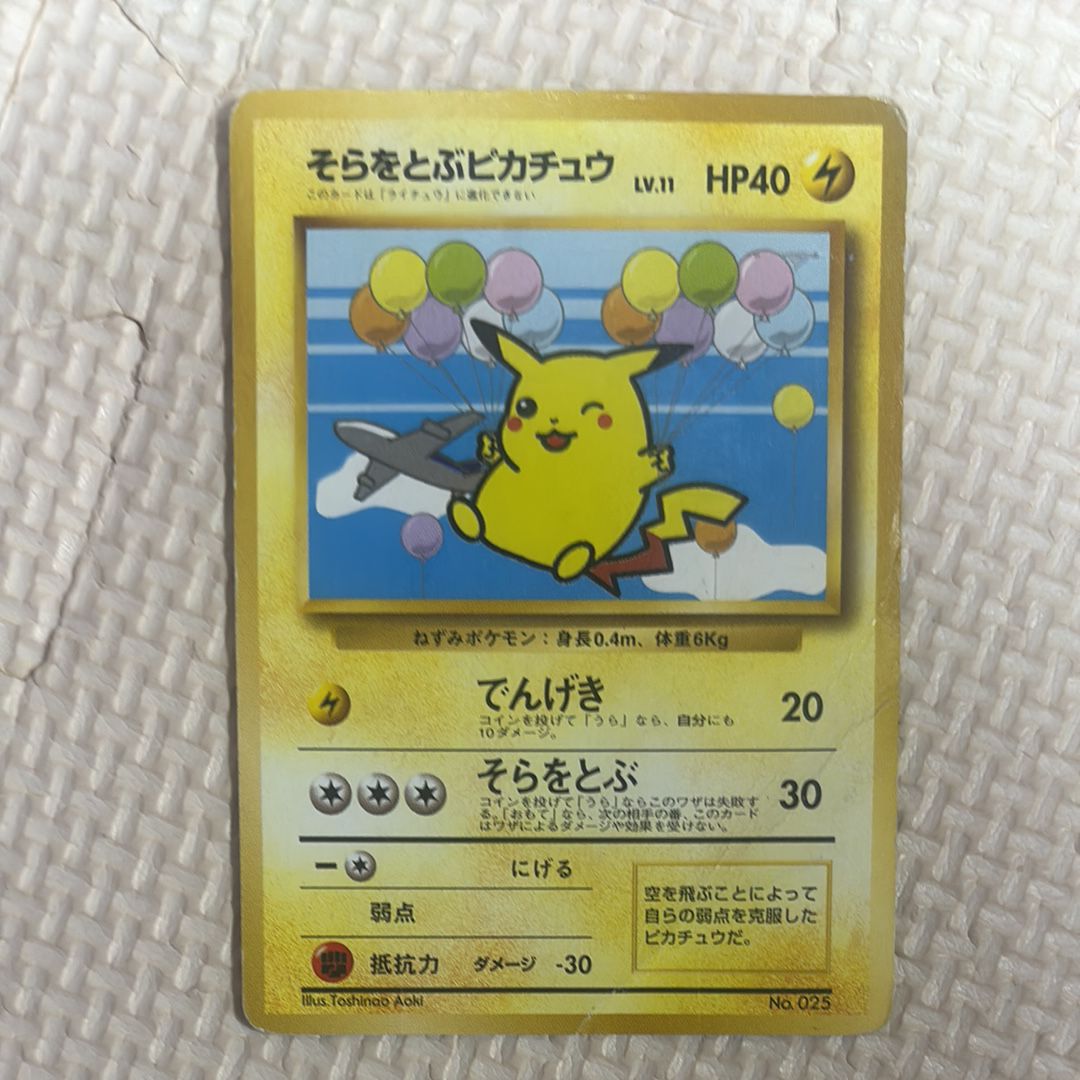 そらをとぶピカチュウ LV.11 HP40
このカードは「ライチュウ」に進化できない
ねずみポケモン：身長0.4m、体重6Kg
でんげき 20
コインを投げて「うら」なら、自分にも
10ダメージ。
そらをとぶ 30
コインを投げて「うら」ならこのワザは失敗す
る。「おもて」なら、次の相手の番、このカード
はワザによるダメージや効果を受けない。
にげる
弱点
抵抗力 ダメージ -30
空を飛ぶことによって
自らの弱点を克服した
ピカチュウだ。
Illus.Toshinao Aoki
No. 025